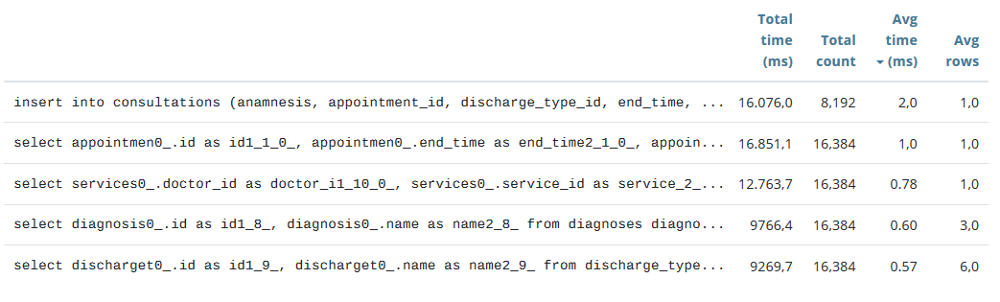 Total time (ms) Total count Avg time (ms) Avg rows
insert into consultations (anamnesis, appointment_id, discharge_type_id, end_time, ... 16.076,0 8,192 2,0 1,0
select appointmen0_.id as id1_1_0_, appointmen0_.end_time as end_time2_1_0_, appoin... 16.851,1 16,384 1,0 1,0
select services0_.doctor_id as doctor_i1_10_0_, services0_.service_id as service_2_... 12.763,7 16,384 0.78 1,0
select diagnosis0_.id as id1_8_, diagnosis0_.name as name2_8_ from diagnoses diagno... 9766,4 16,384 0.60 3,0
select discharget0_.id as id1_9_, discharget0_.name as name2_9_ from discharge_type... 9269,7 16,384 0.57 6,0